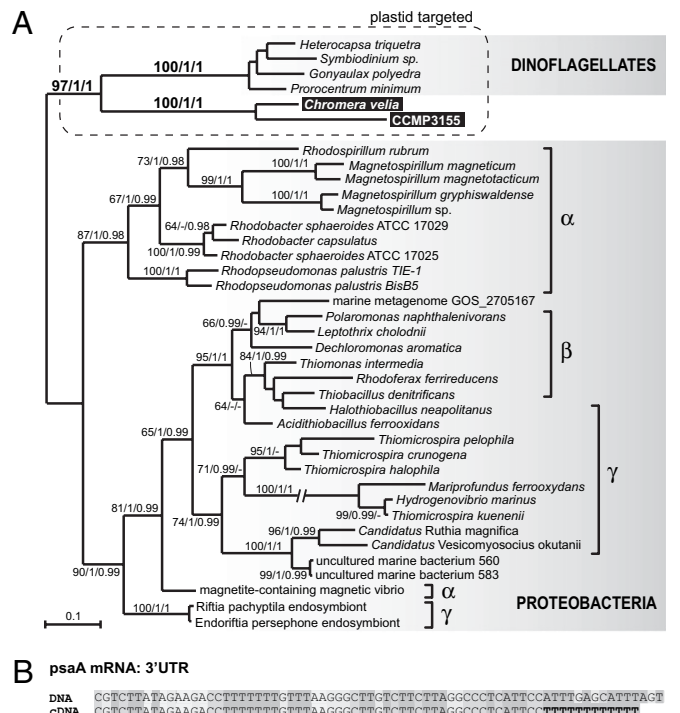 A
plastid targeted
Heterocapsa triquetra
Symbiodinium sp.
Gonyaulax polyedra
Prorocentrum minimum
DINOFLAGELLATES
100/1/1
97/1/1
100/1/1
Chromera velia
CCMP3155
Rhodospirillum rubrum
73/1/0.98
100/1/1
Magnetospirillum magneticum
Magnetospirillum magnetotacticum
99/1/1
100/1/1
Magnetospirillum gryphiswaldense
Magnetospirillum sp.
67/1/0.99
64/-/0.98
Rhodobacter sphaeroides ATCC 17029
Rhodobacter capsulatus
α
87/1/0.98
100/1/0.99
Rhodobacter sphaeroides ATCC 17025
100/1/1
Rhodopseudomonas palustris TIE-1
Rhodopseudomonas palustris BisB5
marine metagenome GOS_2705167
66/0.99/-
Polaromonas naphthalenivorans
94/1/1
Leptothrix cholodnii
Dechloromonas aromatica
β
95/1/1
84/1/0.99
Thiomonas intermedia
Rhodoferax ferrireducens
Thiobacillus denitrificans
64/-/-
Halothiobacillus neapolitanus
Acidithiobacillus ferrooxidans
65/1/0.99
95/1/-
Thiomicrospira pelophila
Thiomicrospira crunogena
71/0.99/-
Thiomicrospira halophila
γ
100/1/1
Mariprofundus ferrooxydans
Hydrogenovibrio marinus
99/0.99/-
Thiomicrospira kuenenii
81/1/0.99
74/1/0.99
96/1/0.99
Candidatus Ruthia magnifica
100/1/1
Candidatus Vesicomyosocius okutanii
uncultured marine bacterium 560
99/1/0.99
uncultured marine bacterium 583
90/1/0.99
magnetite-containing magnetic vibrio
α
100/1/1
Riftia pachyptila endosymbiont
Endoriftia persephone endosymbiont
γ
PROTEOBACTERIA
0.1
B
psaA mRNA: 3'UTR
DNA CGTCTTATAGAAGACCTTTTTTTGTTTAAGGGCTTGTCTTCTTAGGCCCTCATTCCATTTGAGCATTTAGT